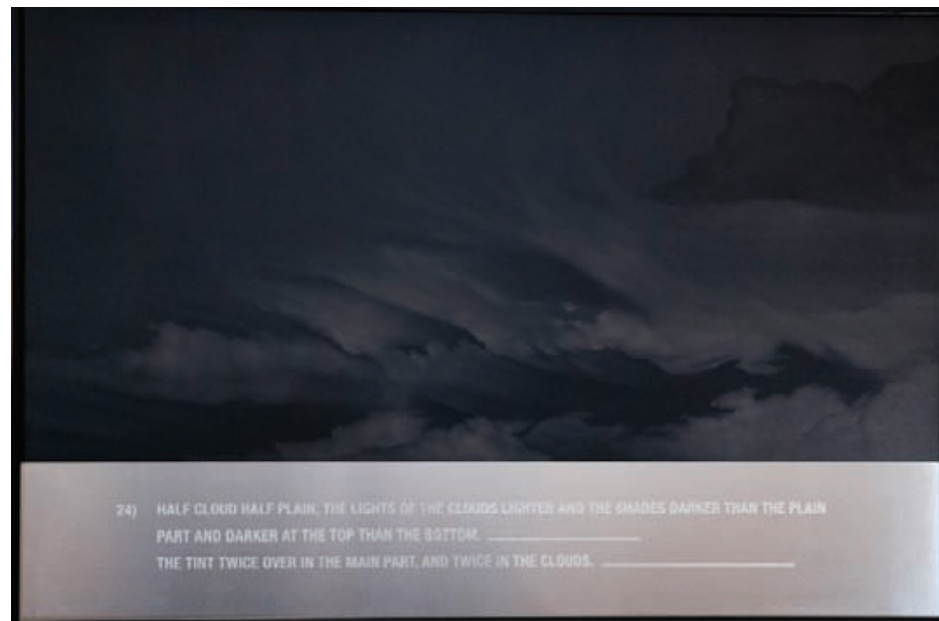 24) HALF CLOUD HALF PLAIN, THE LIGHTS OF THE CLOUDS LIGHTER AND THE SHADES DARKER THAN THE PLAIN
PART AND DARKER AT THE TOP THAN THE BOTTOM.
THE TINT TWICE OVER IN THE MAIN PART, AND TWICE IN THE CLOUDS.